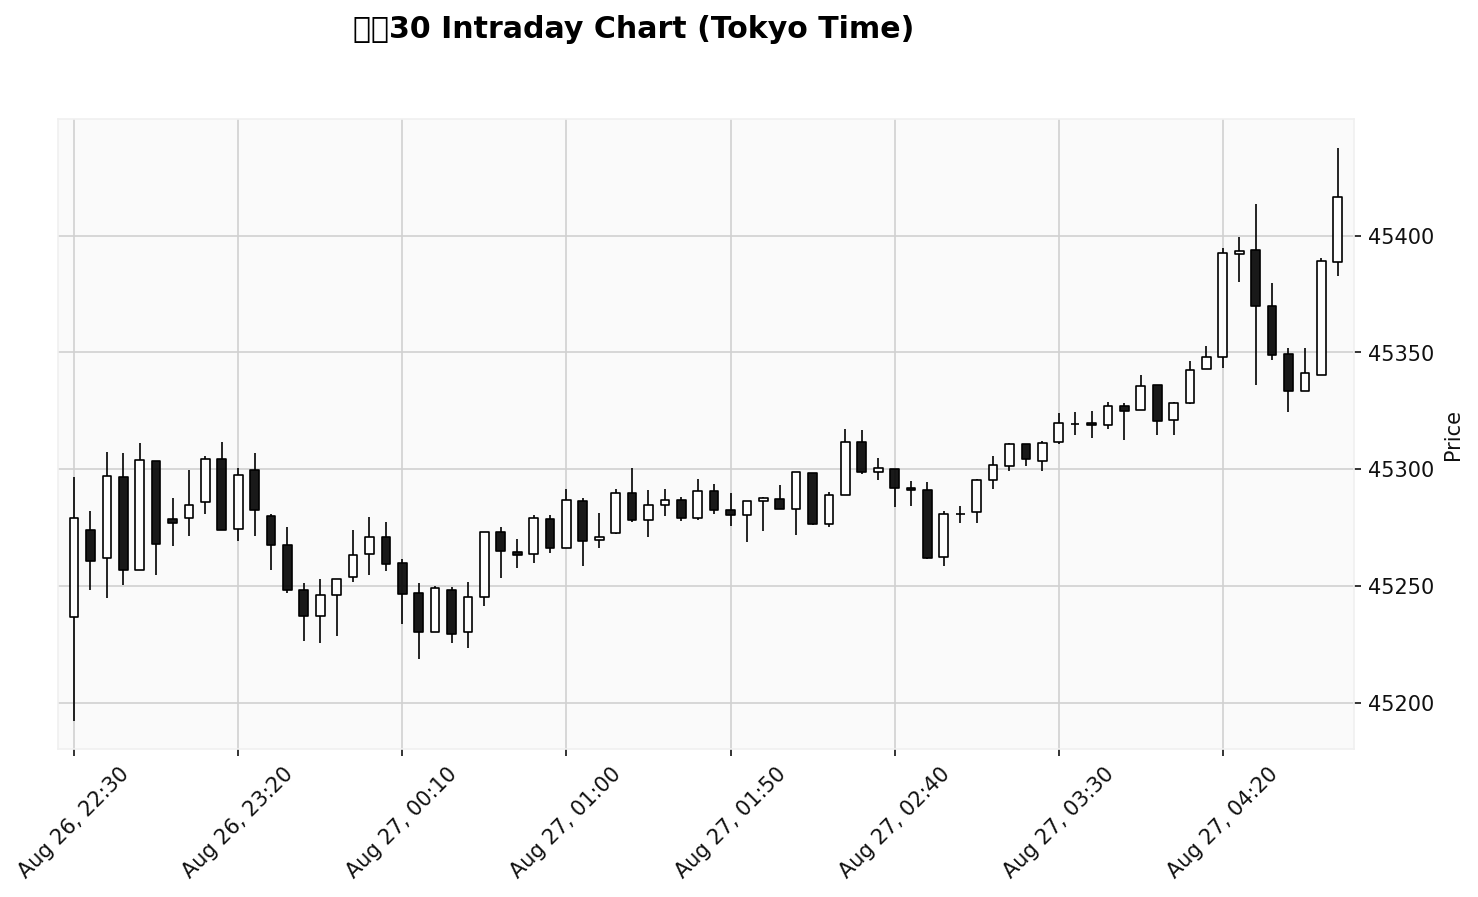 30 Intraday Chart (Tokyo Time)
45400
45350
45300
45250
45200
Price
Aug 26, 22:30
Aug 26, 23:20
Aug 27, 00:10
Aug 27, 01:00
Aug 27, 01:50
Aug 27, 02:40
Aug 27, 03:30
Aug 27, 04:20